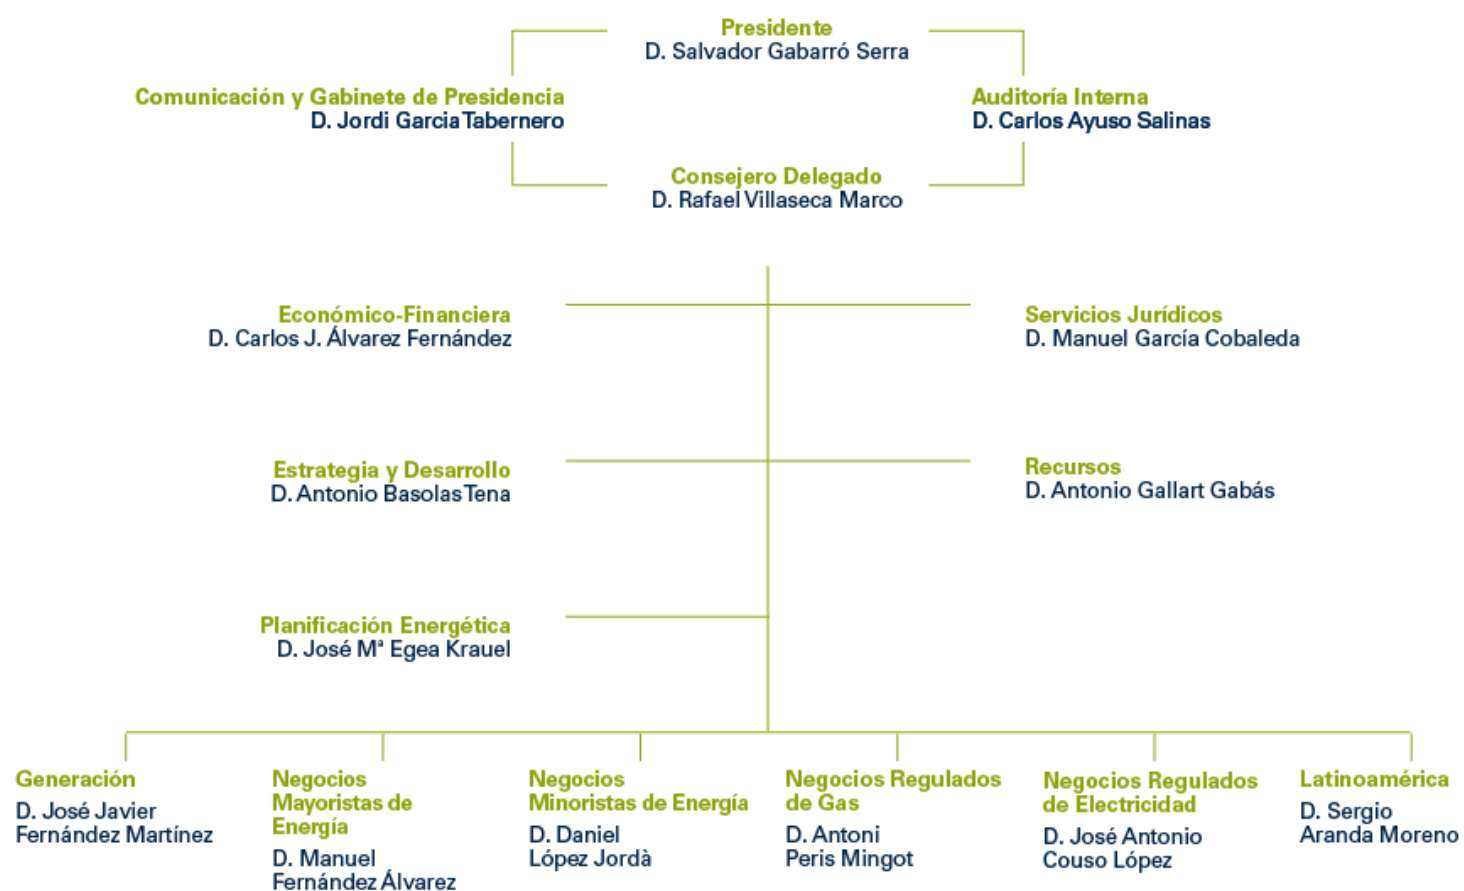 Presidente
D. Salvador Gabarró Serra
Comunicación y Gabinete de Presidencia
D. Jordi Garcia Tabernero
Auditoría Interna
D. Carlos Ayuso Salinas
Consejero Delegado
D. Rafael Villaseca Marco
Económico-Financiera
D. Carlos J. Álvarez Fernández
Servicios Jurídicos
D. Manuel García Cobaleda
Estrategia y Desarrollo
D. Antonio Basolas Tena
Recursos
D. Antonio Gallart Gabás
Planificación Energética
D. José Mª Egea Krauel
Generación
D. José Javier
Fernández Martínez
Negocios
Mayoristas de
Energía
D. Manuel
Fernández Álvarez
Negocios
Minoristas de Energía
D. Daniel
López Jordà
Negocios Regulados
de Gas
D. Antoni
Peris Mingot
Negocios Regulados
de Electricidad
D. José Antonio
Couso López
Latinoamérica
D. Sergio
Aranda Moreno